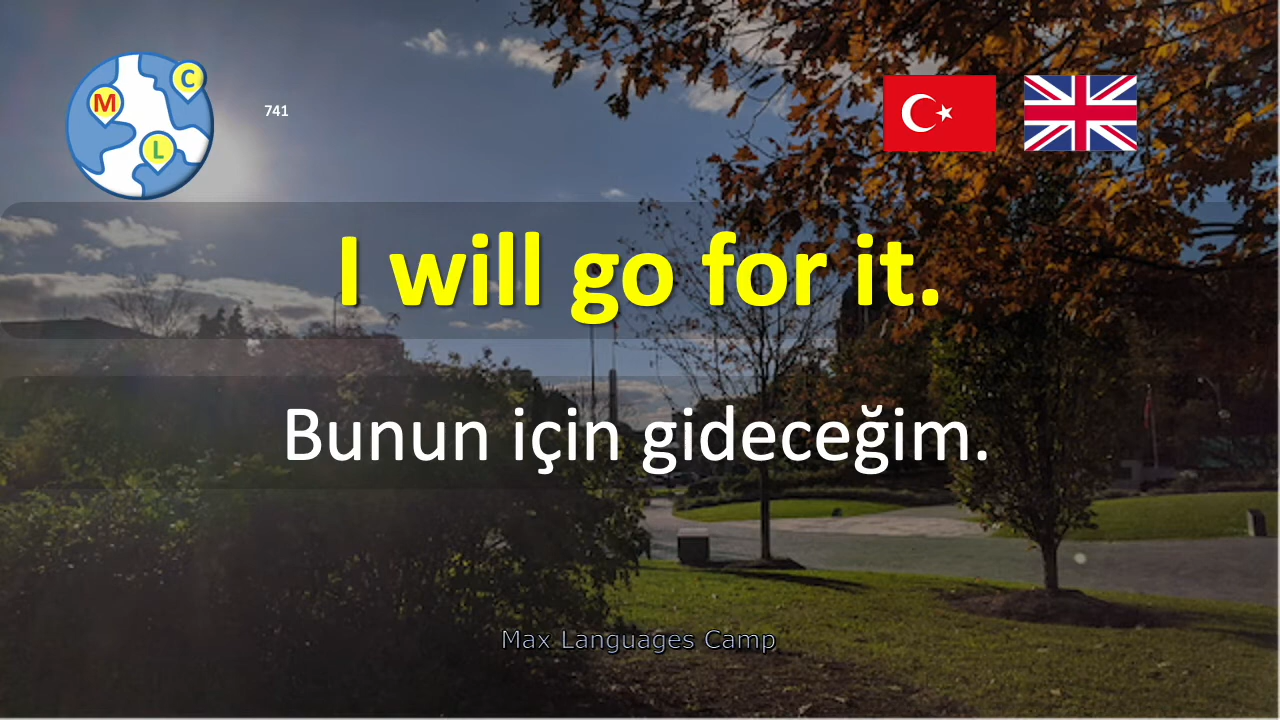 M
C
L
741
I will go for it.
Bunun için gideceğim.
Max Languages Camp